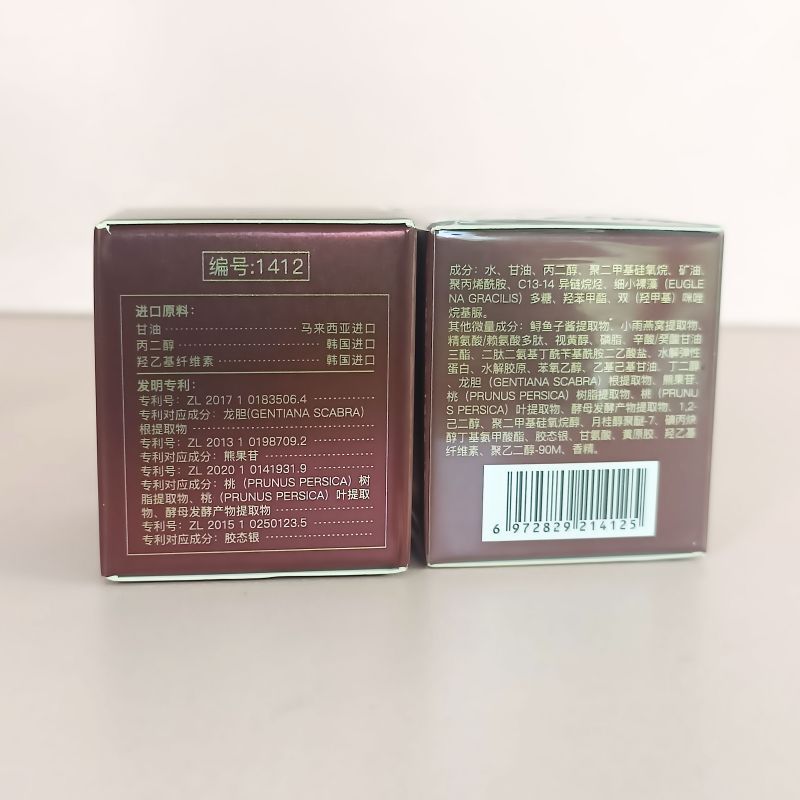 编号:1412
进口原料：
甘油⋯⋯⋯⋯⋯⋯马来西亚进口
丙二醇⋯⋯⋯⋯⋯⋯韩国进口
羟乙基纤维素⋯⋯⋯⋯韩国进口
发明专利：
专利号：ZL 2017 1 0183506.4⋯⋯⋯⋯
专利对应成分：龙胆(GENTIANA SCABRA)
根提取物⋯⋯⋯⋯⋯⋯⋯⋯
专利号：ZL 2013 1 0198709.2⋯⋯⋯⋯
专利对应成分：熊果苷⋯⋯⋯⋯⋯⋯
专利号：ZL 2020 1 0141931.9⋯⋯⋯⋯
专利对应成分：桃（PRUNUS PERSICA）树
脂提取物、桃（PRUNUS PERSICA）叶提取
物、酵母发酵产物提取物⋯⋯⋯⋯
专利号：ZL 2015 1 0250123.5⋯⋯⋯⋯
专利对应成分：胶态银⋯⋯⋯⋯⋯⋯
成分：水、甘油、丙二醇、聚二甲基硅氧烷、矿油、
聚丙烯酰胺、C13-14 异链烷烃、细小裸藻（EUGLE
NA GRACILIS）多糖、羟苯甲酯、双（羟甲基）咪唑
烷基脲。
其他微量成分：鲟鱼子酱提取物、小雨燕窝提取物、
精氨酸/赖氨酸多肽、视黄醇、磷脂、辛酸/癸酸甘油
三酯、二肽二氨基丁酰苄基酰胺二乙酸盐、水解弹性
蛋白、水解胶原、苯氧乙醇、乙基己基甘油、丁二醇
、龙胆（GENTIANA SCABRA）根提取物、熊果苷、
桃（PRUNUS PERSICA）树脂提取物、桃（PRUNU
S PERSICA）叶提取物、酵母发酵产物提取物、1,2-
己二醇、聚二甲基硅氧烷醇、月桂醇聚醚-7、碘丙炔
醇丁基氨甲酸酯、胶态银、甘氨酸、黄原胶、羟乙基
纤维素、聚乙二醇-90M、香精。
6 972829 214125